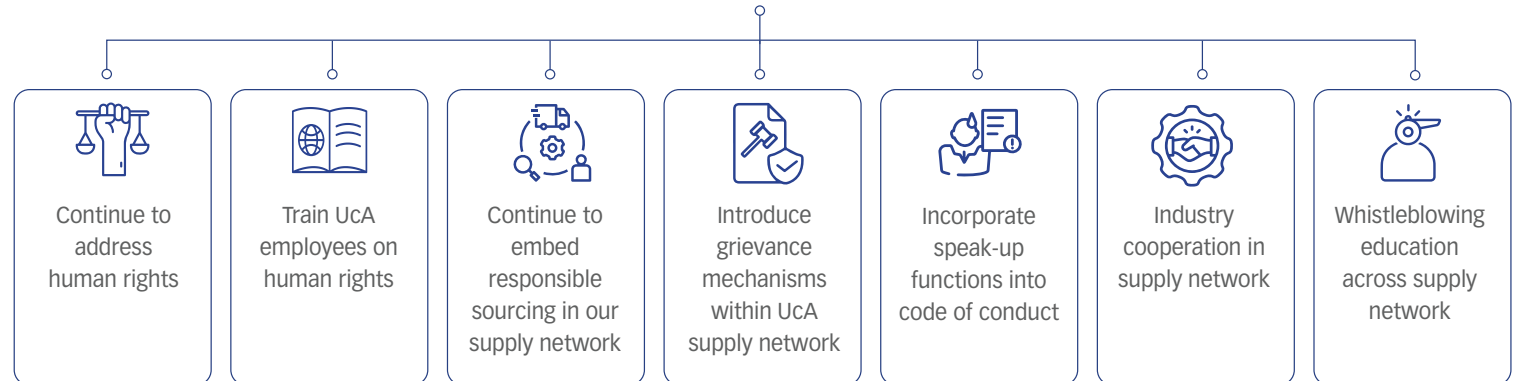 Continue to
address
human rights
Train UcA
employees on
human rights
Continue to
embed
responsible
sourcing in our
supply network
Introduce
grievance
mechanisms
within UcA
supply network
Incorporate
speak-up
functions into
code of conduct
Industry
cooperation in
supply network
Whistleblowing
education
across supply
network